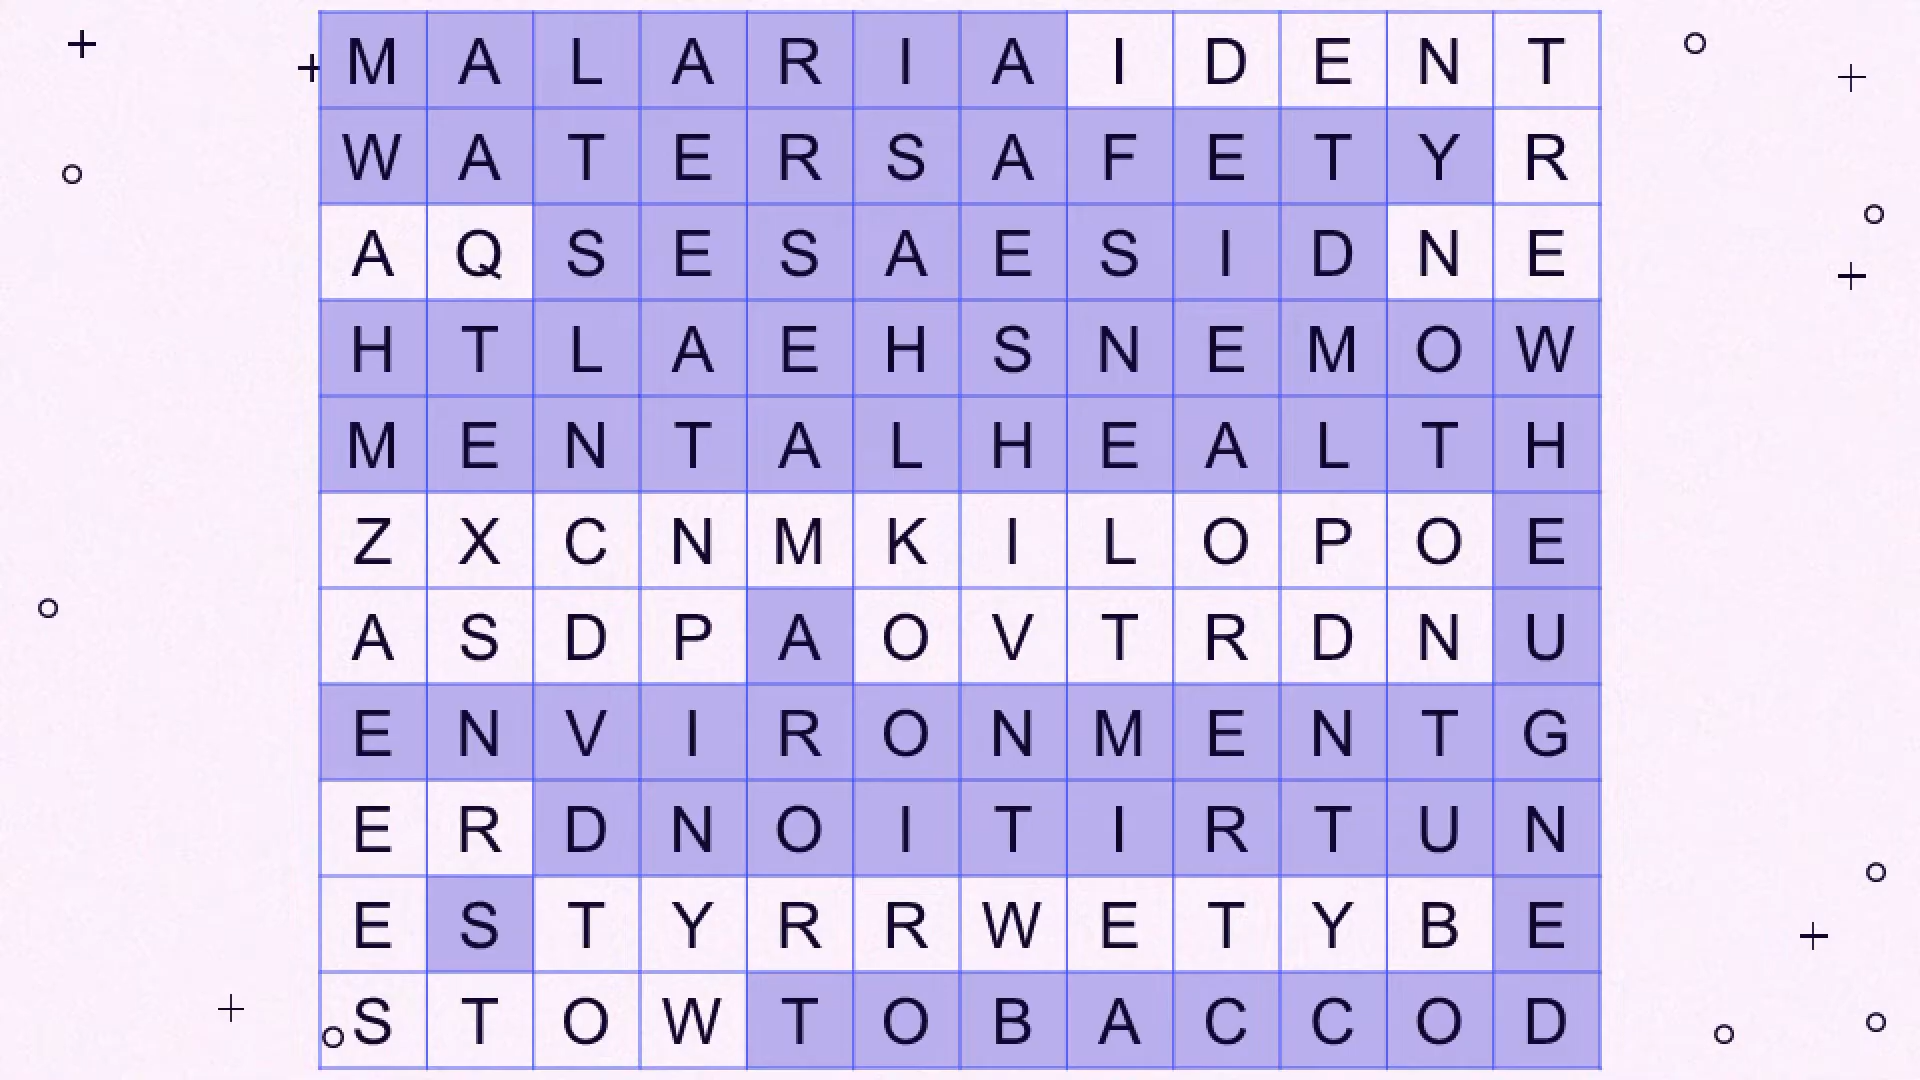 M A L A R I A I D E N T
W A T E R S A F E T Y R
A Q S E S A E S I D N E
H T L A E H S N E M O W
M E N T A L H E A L T H
Z X C N M K I L O P O E
A S D P A O V T R D N U
E N V I R O N M E N T G
E R D N O I T I R T U N
E S T Y R R W E T Y B E
S T O W T O B A C C O D